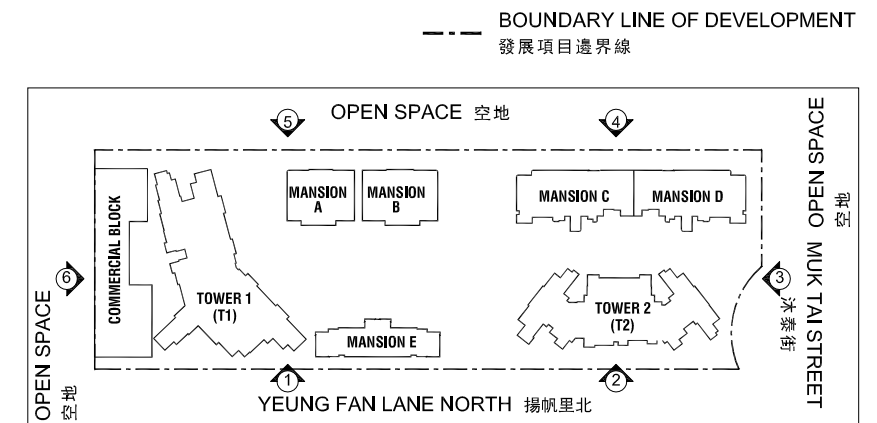 BOUNDARY LINE OF DEVELOPMENT
發展項目邊界線
5
OPEN SPACE 空地
4
MANSION
A
MANSION
B
MANSION C
MANSION D
COMMERCIAL BLOCK
TOWER 1
(T1)
TOWER 2
(T2)
MANSION E
6
3
1
2
OPEN SPACE
空地
MUK TAI STREET
沐泰街
OPEN SPACE
空地
YEUNG FAN LANE NORTH 揚帆里北